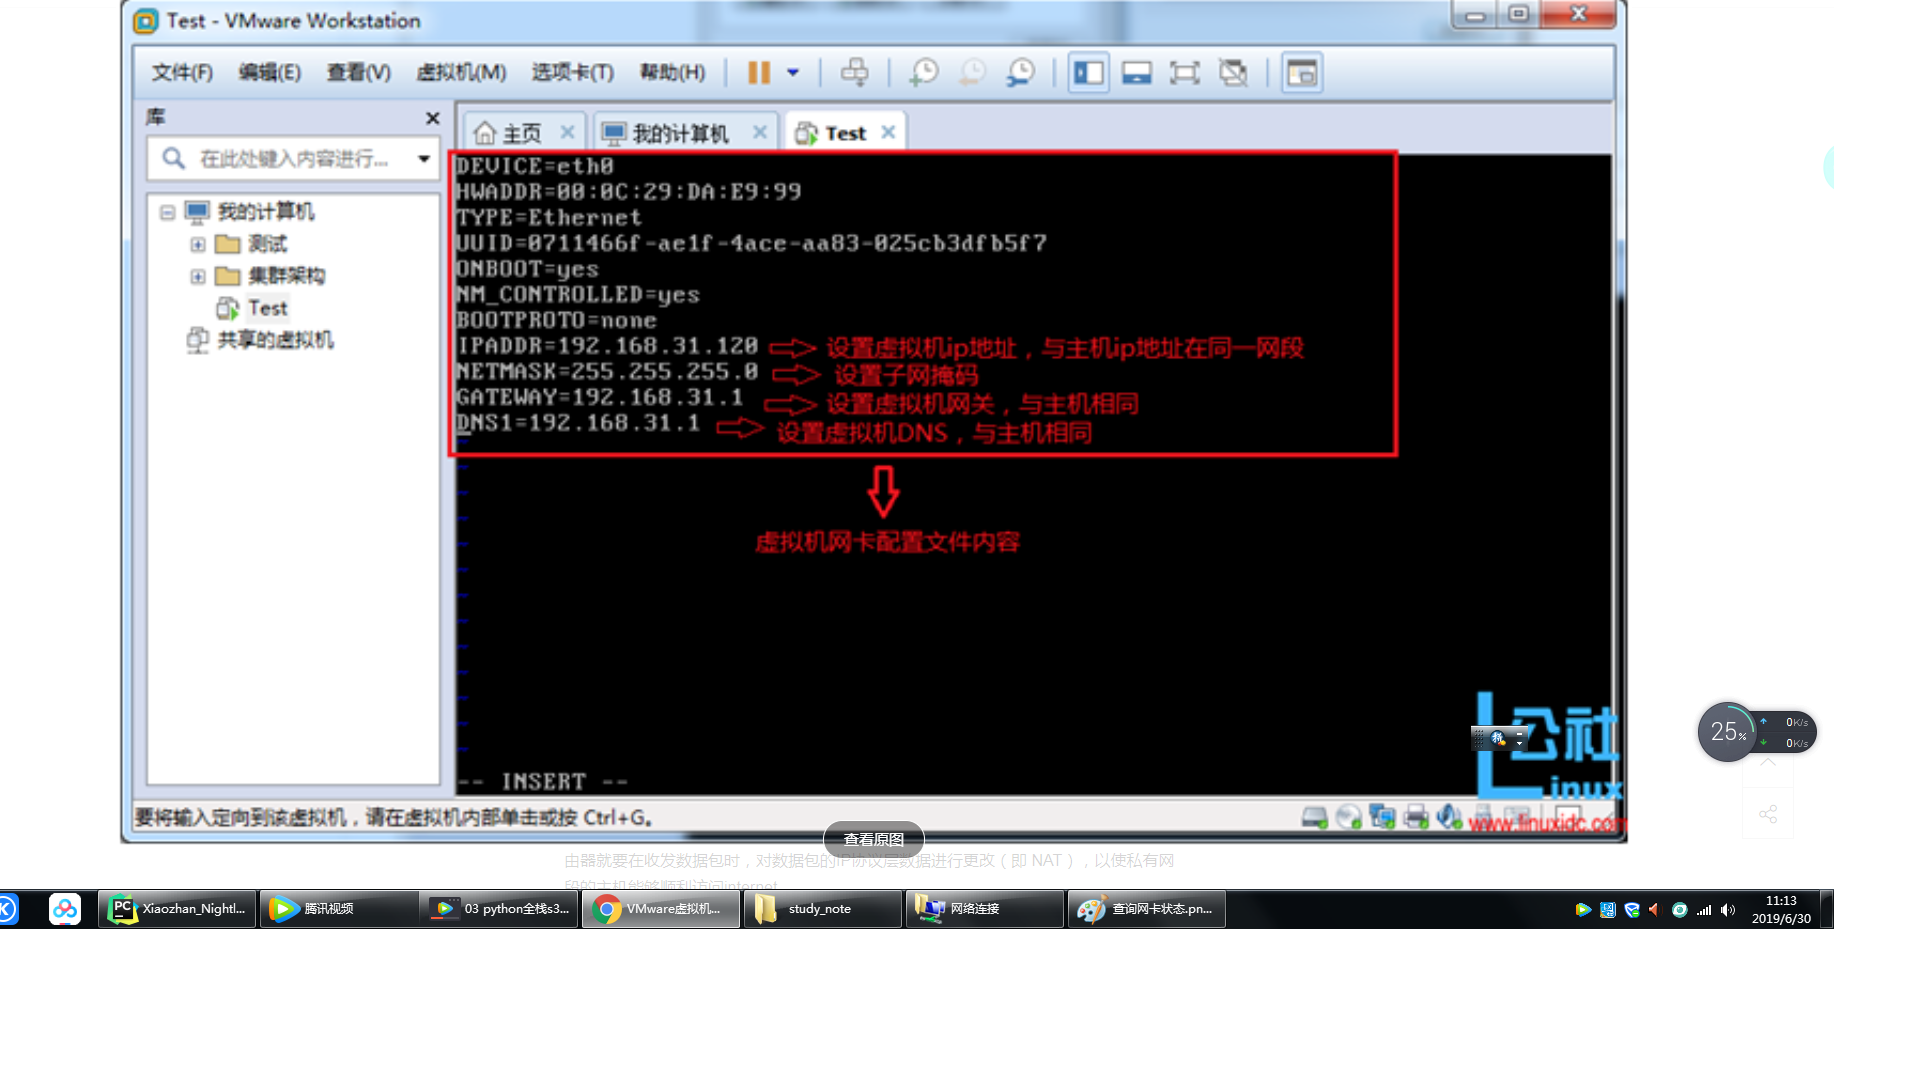 Test - VMware Workstation
文件(F) 编辑(E) 查看(V) 虚拟机(M) 选项卡(T) 帮助(H)
库
在此处键入内容进行...
我的计算机
测试
集群架构
Test
共享的虚拟机
主页 我的计算机 Test
DEVICE=eth0
HWADDR=00:0C:29:DA:E9:99
TYPE=Ethernet
UUID=0711466f-ae1f-4ace-aa83-025cb3dfb5f7
ONBOOT=yes
NM_CONTROLLED=yes
BOOTPROTO=none
IPADDR=192.168.31.120 设置虚拟机ip地址，与主机ip地址在同一网段
NETMASK=255.255.255.0 设置子网掩码
GATEWAY=192.168.31.1 设置虚拟机网关，与主机相同
DNS1=192.168.31.1 设置虚拟机DNS，与主机相同
虚拟机网卡配置文件内容
-- INSERT --
公社
Linux
www.linuxidc.com
要将输入定向到该虚拟机，请在虚拟机内部单击或按 Ctrl+G。
查看原图
由器就要在收发数据包时，对数据包的IP协议层数据进行更改（即 NAT），以使私有网
段的主机能够顺利访问internet
25%
0K/s
0K/s
Xiaozhan_Nightl... 腾讯视频 03 python全栈s3... VMware虚拟机... study_note 网络连接 查询网卡状态.pn...
11:13
2019/6/30